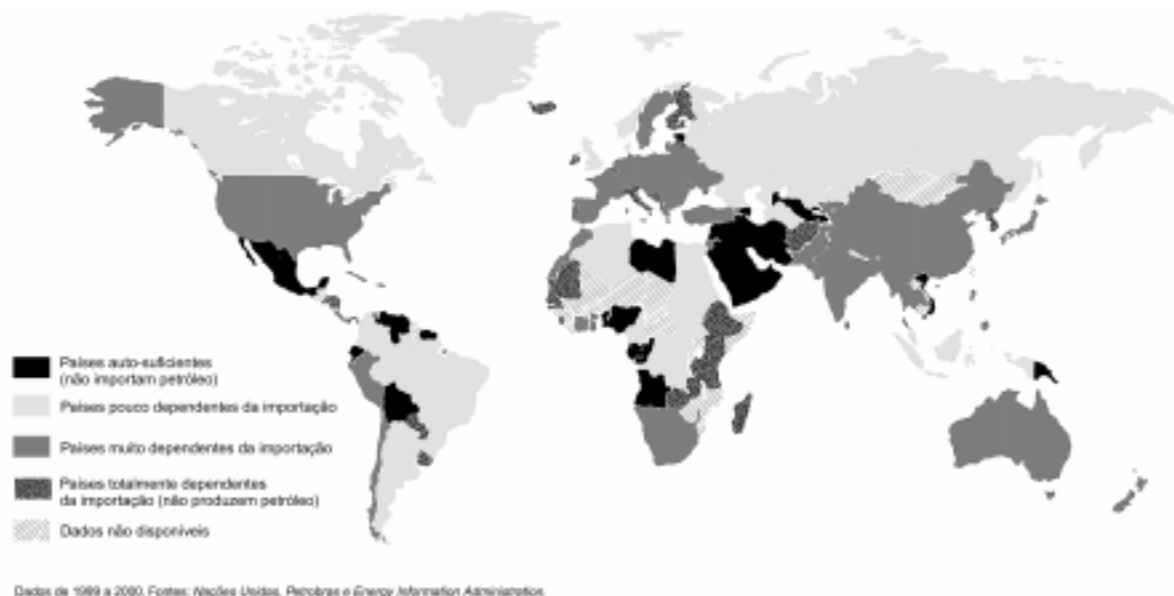 Países auto-suficientes
(não importam petróleo)
Países pouco dependentes da importação
Países muito dependentes da importação
Países totalmente dependentes
da importação (não produzem petróleo)
Dados não disponíveis
Dados de 1999 a 2000. Fontes: Nações Unidas, Petrobras e Energy Information Administration.